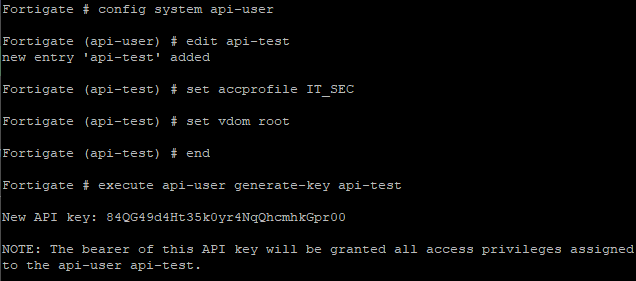 Fortigate # config system api-user
Fortigate (api-user) # edit api-test
new entry 'api-test' added
Fortigate (api-test) # set accprofile IT_SEC
Fortigate (api-test) # set vdom root
Fortigate (api-test) # end
Fortigate # execute api-user generate-key api-test
New API key: 84QG49d4Ht35k0yr4NqQhcmhkGpr00
NOTE: The bearer of this API key will be granted all access privileges assigned
to the api-user api-test.